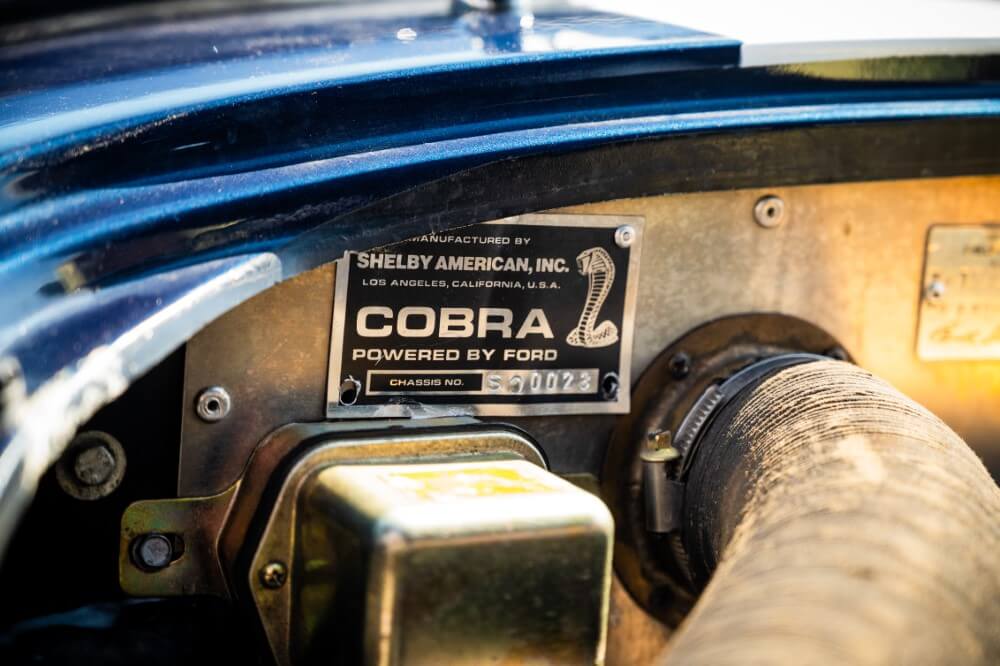 MANUFACTURED BY
SHELBY AMERICAN, INC.
LOS ANGELES, CALIFORNIA, U.S.A.
COBRA
POWERED BY FORD
CHASSIS NO.